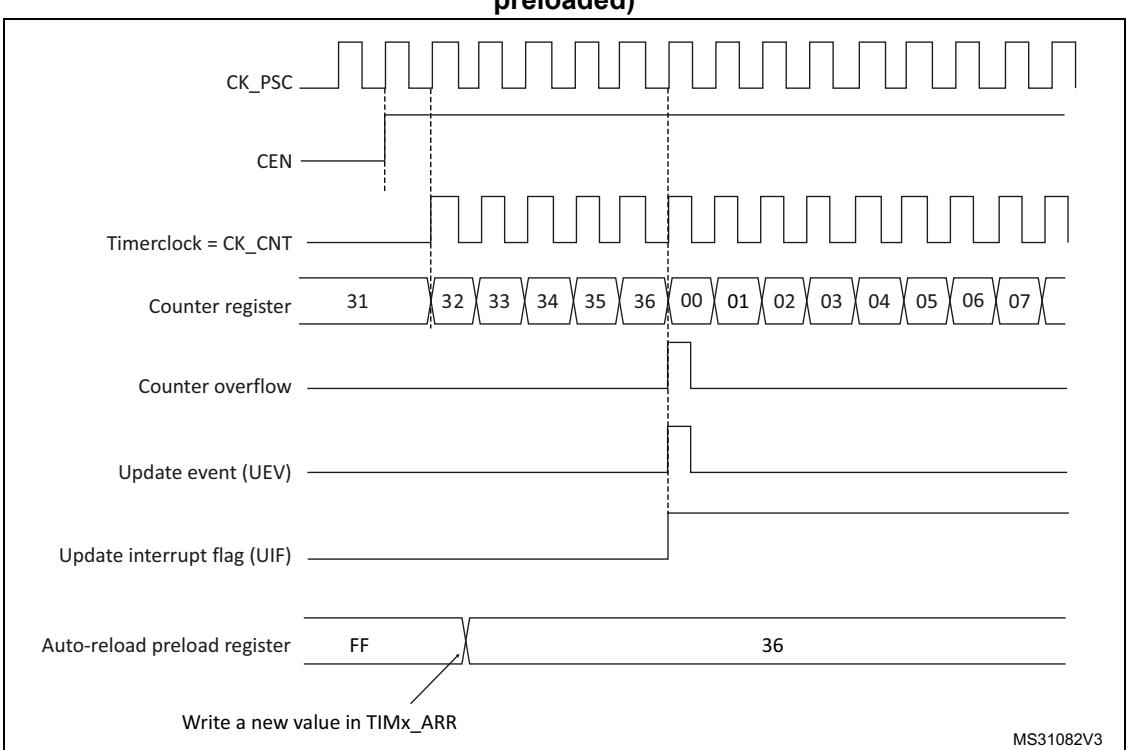 preloaded)
CK_PSC
CEN
Timerclock = CK_CNT
Counter register 31 32 33 34 35 36 00 01 02 03 04 05 06 07
Counter overflow
Update event (UEV)
Update interrupt flag (UIF)
Auto-reload preload register FF 36
Write a new value in TIMx_ARR
MS31082V3